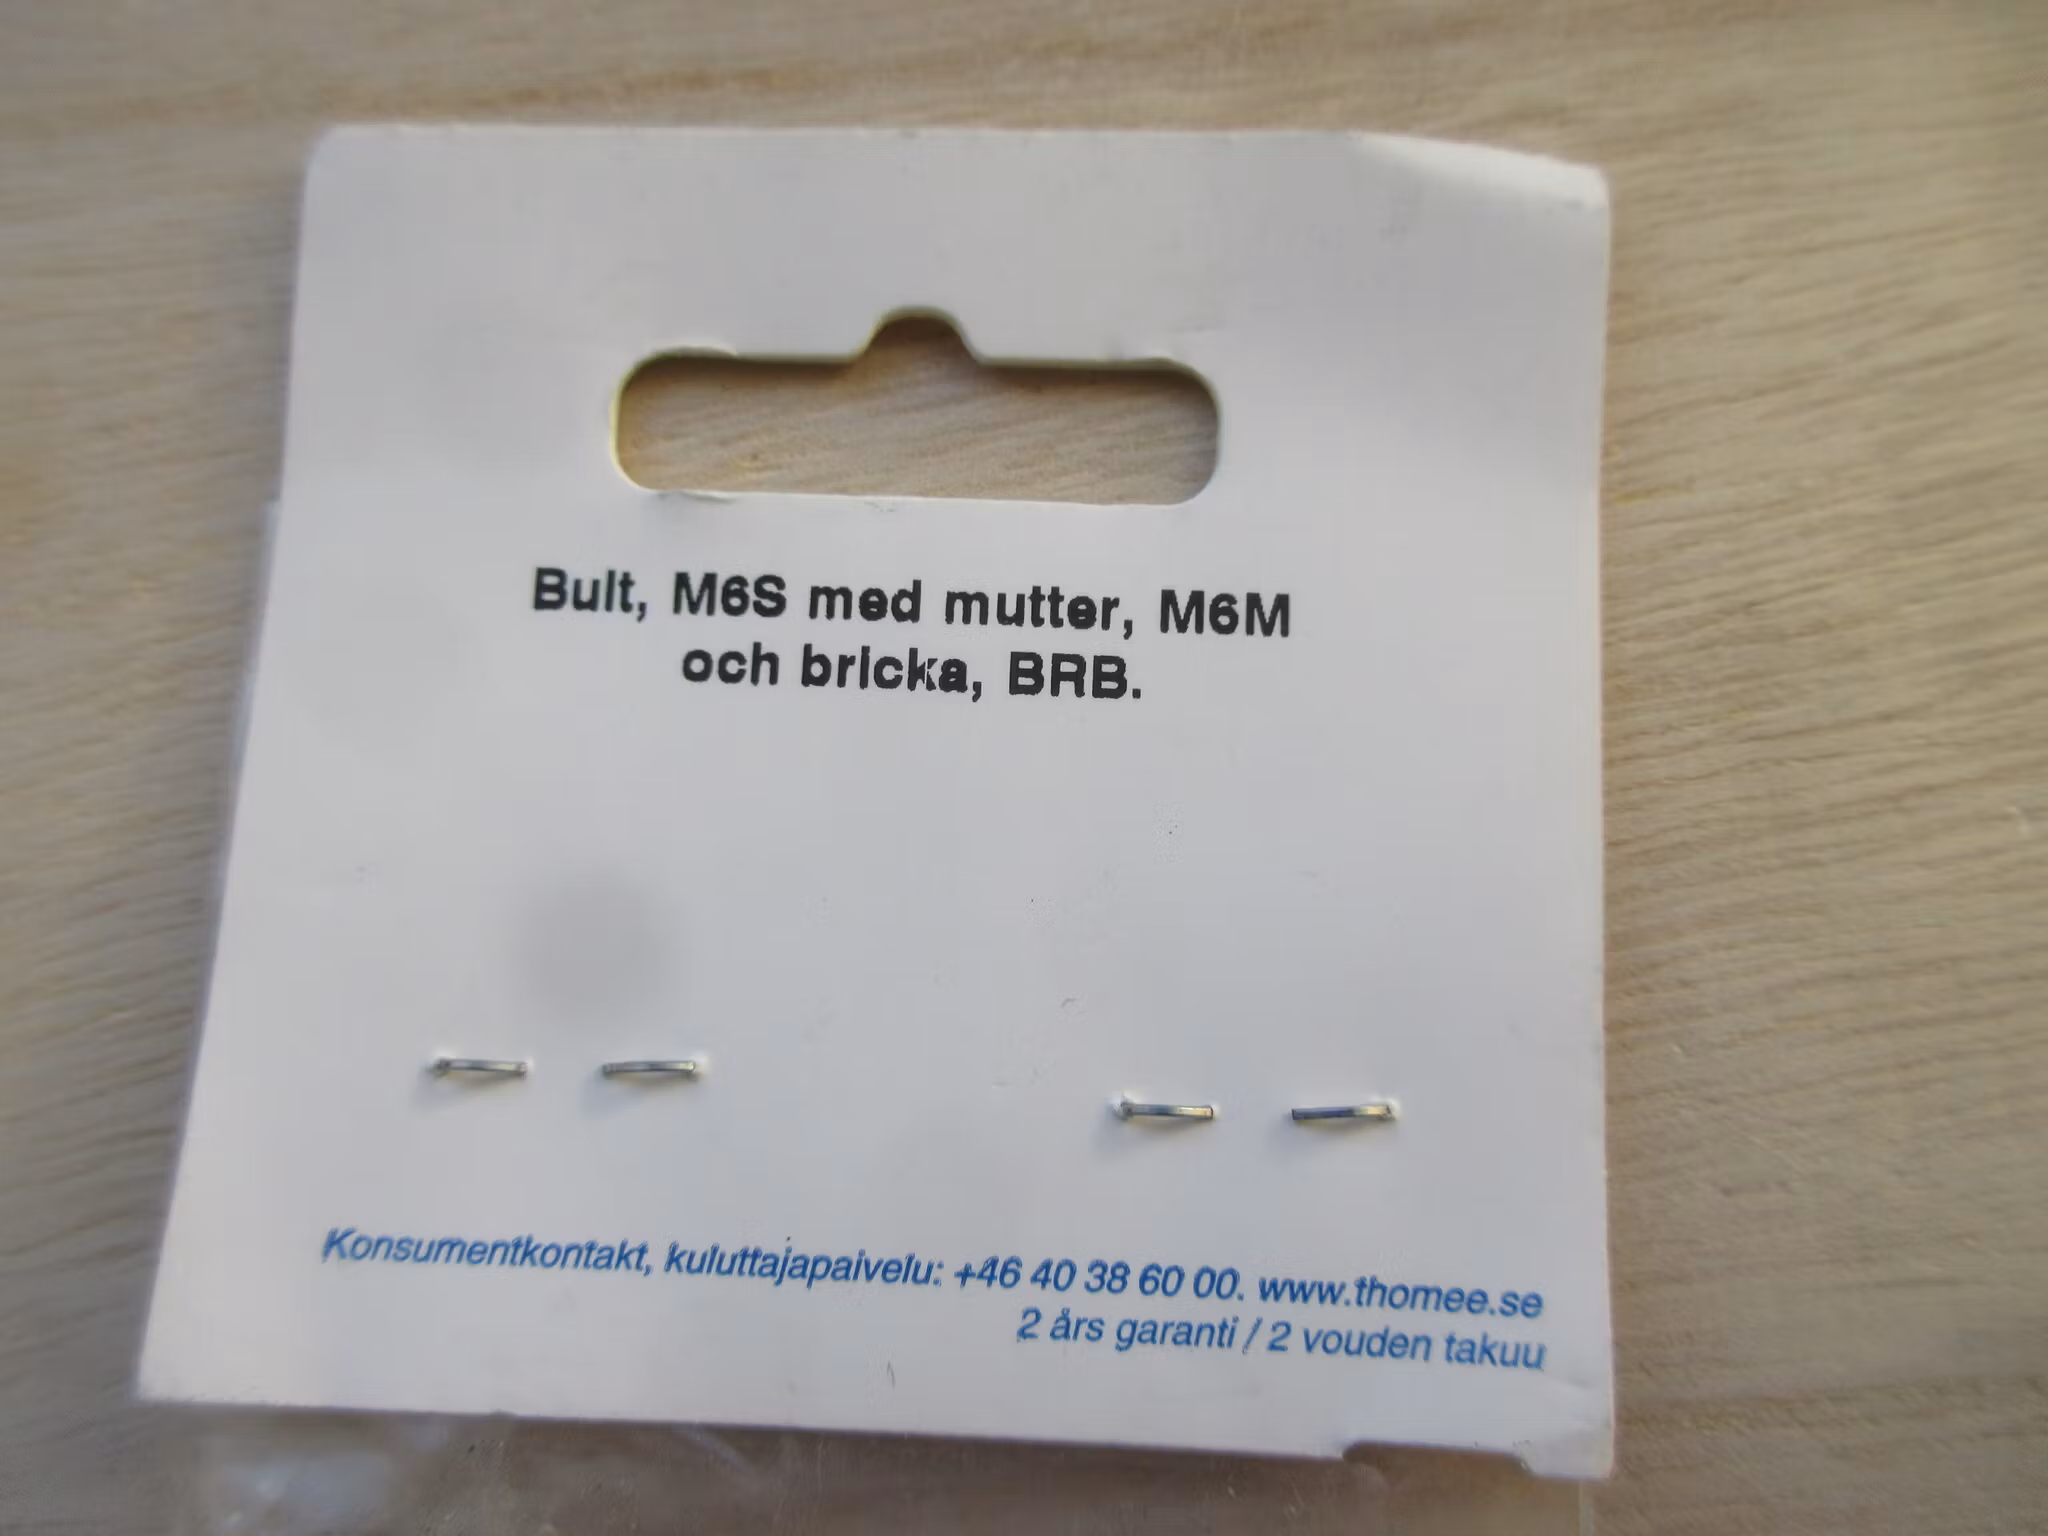 Bult, M6S med mutter, M6M
och bricka, BRB.
Konsumentkontakt, kuluttajapaivelu: +46 40 38 60 00. www.thomee.se
2 års garanti / 2 vouden takuu